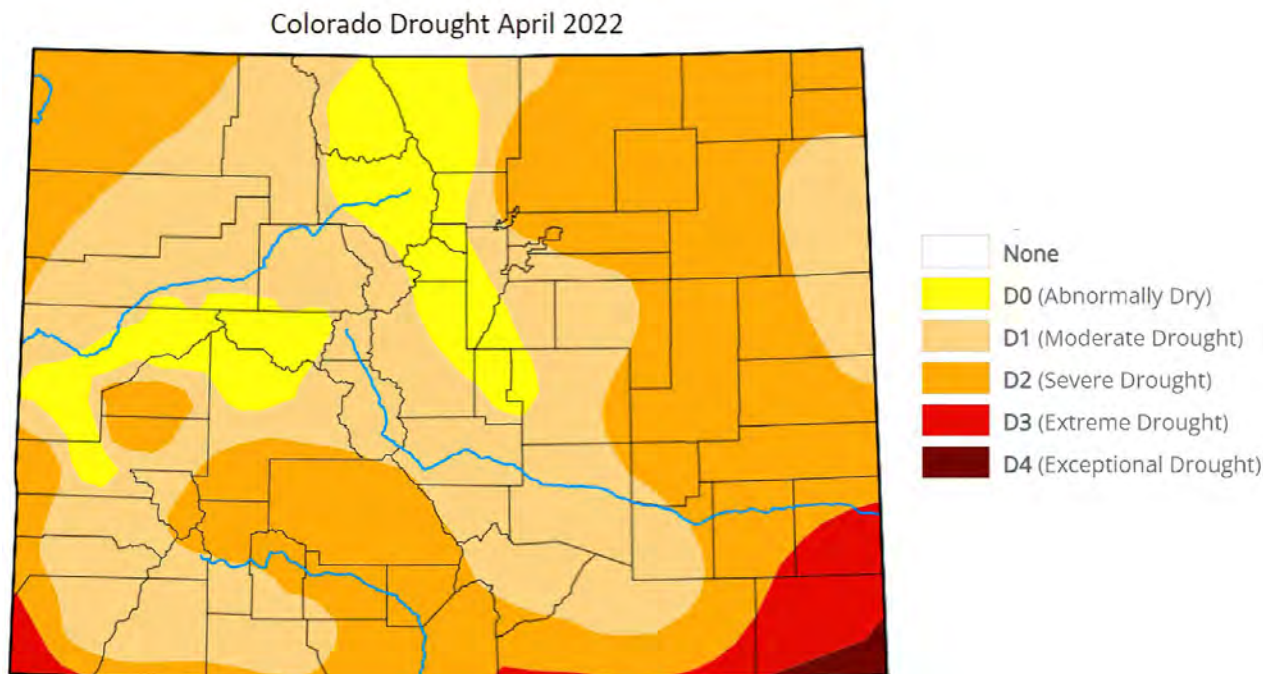 Colorado Drought April 2022
None
D0 (Abnormally Dry)
D1 (Moderate Drought)
D2 (Severe Drought)
D3 (Extreme Drought)
D4 (Exceptional Drought)